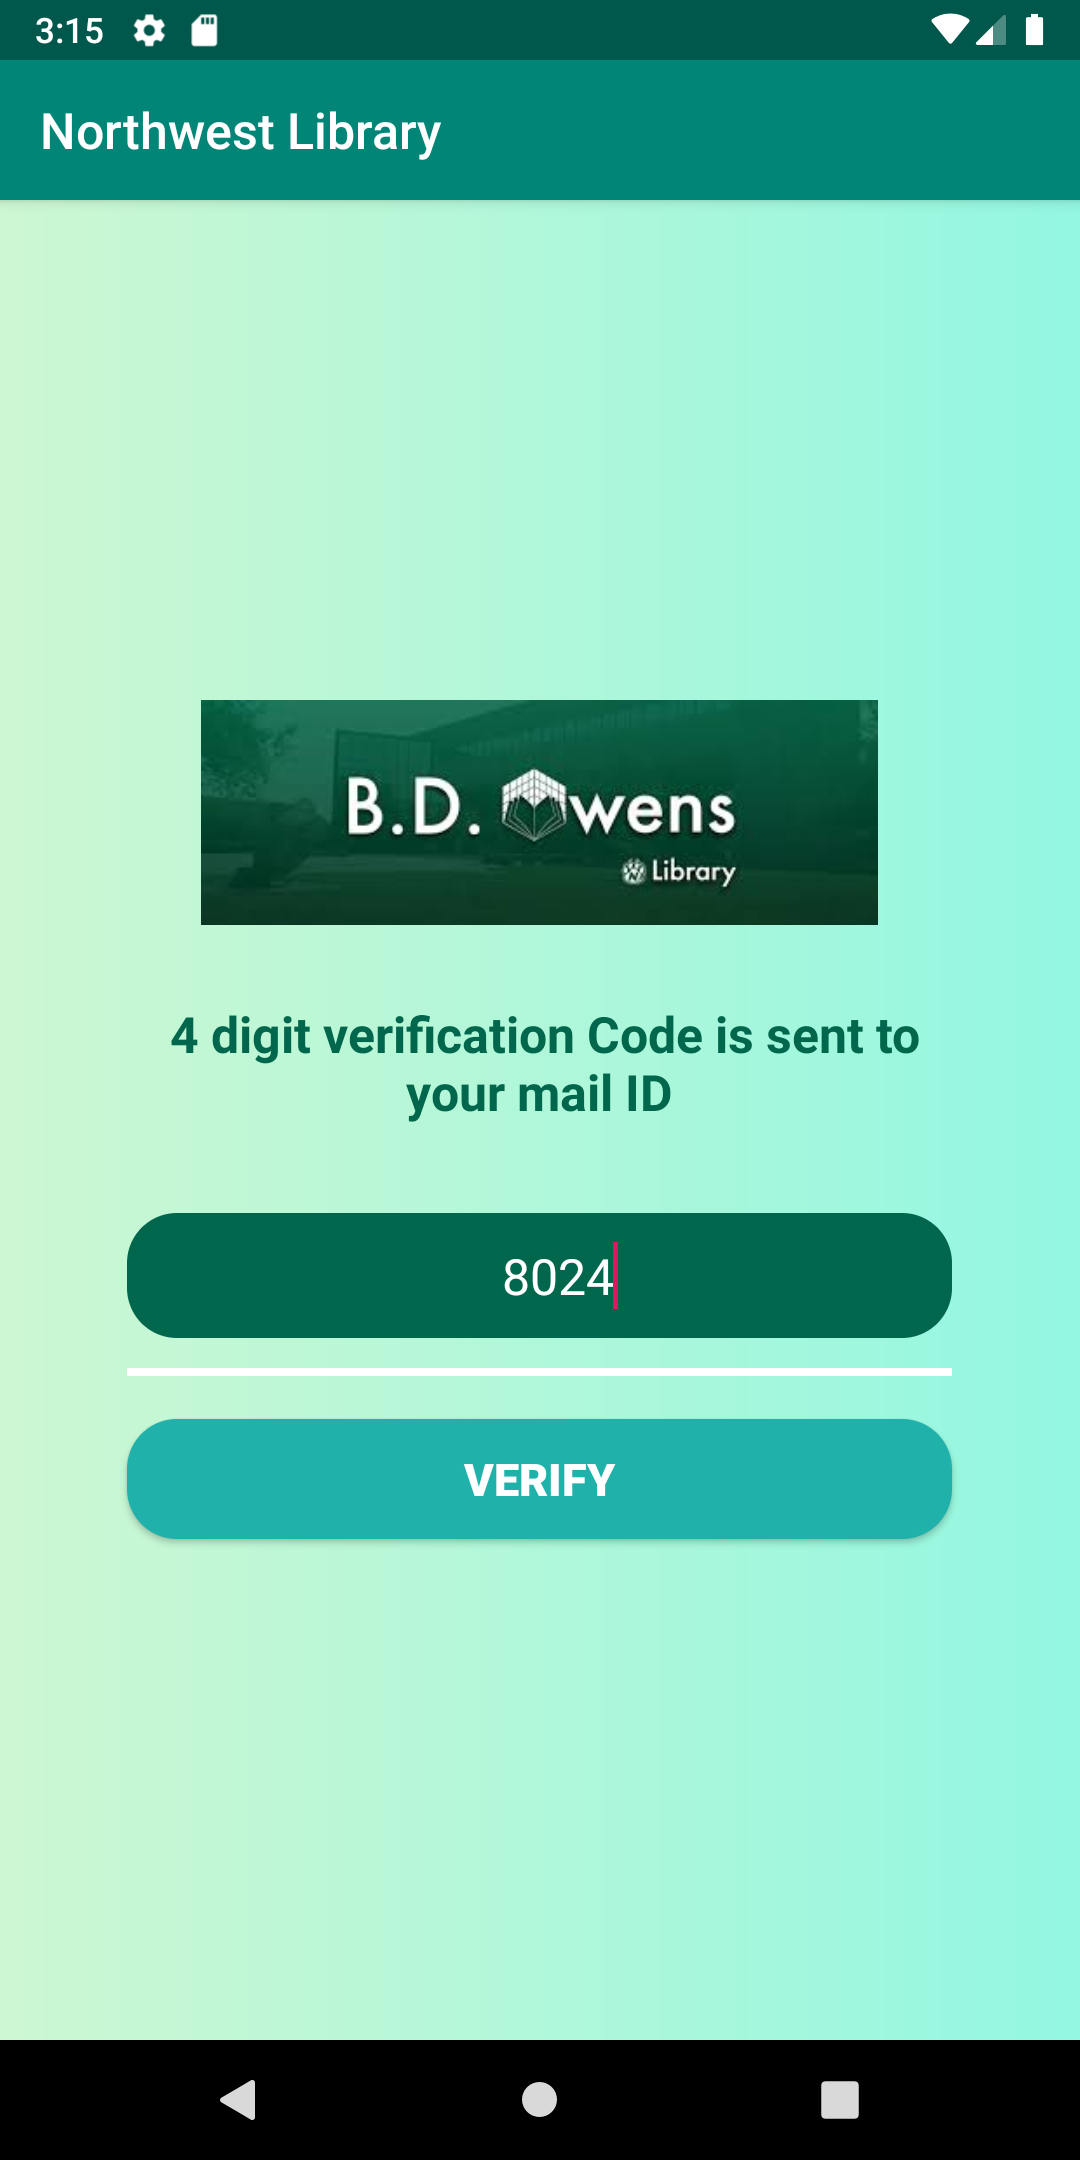 3:15
Northwest Library
B.D. Owens
Library
4 digit verification Code is sent to
your mail ID
8024
VERIFY